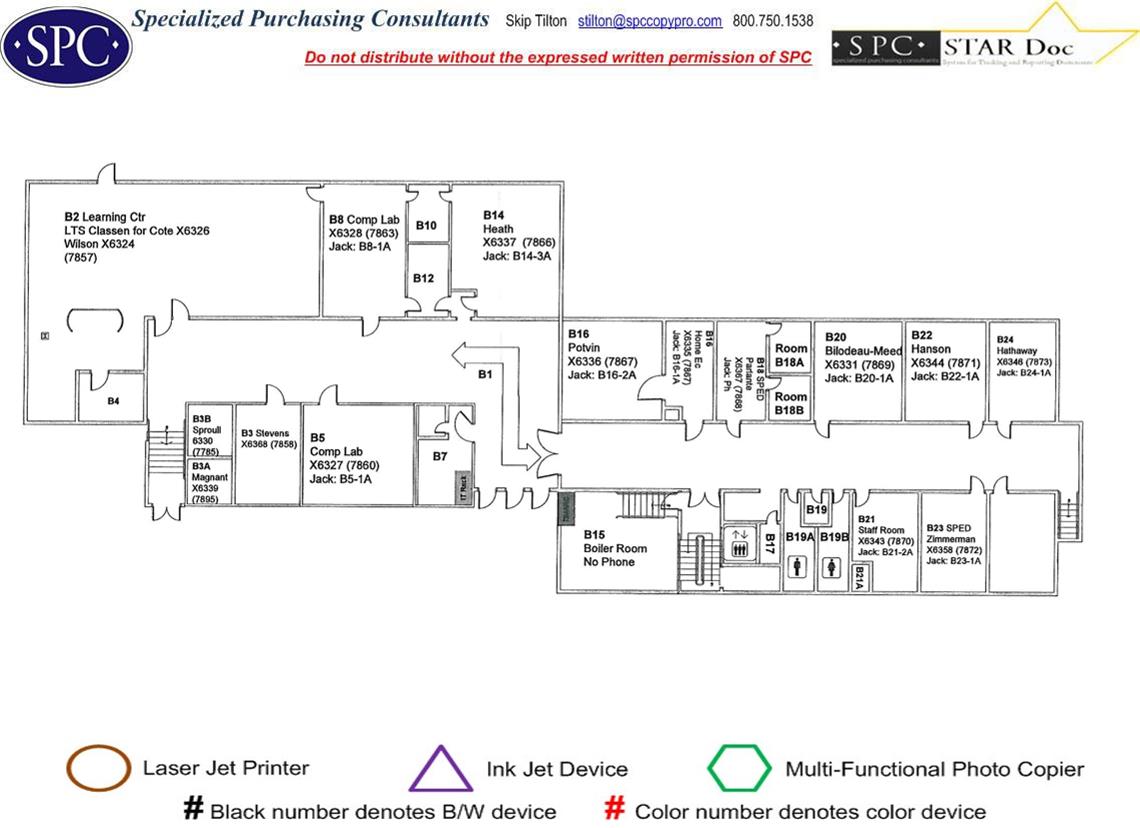 SPC
Specialized Purchasing Consultants Skip Tilton stilton@spccopypro.com 800.750.1538
Do not distribute without the expressed written permission of SPC
· S P C · STAR Doc
specialized purchasing consultants System for Tracking and Reporting Documents
B2 Learning Ctr
LTS Classen for Cote X6326
Wilson X6324
(7857)
B8 Comp Lab
X6328 (7863)
Jack: B8-1A
B10
B12
B14
Heath
X6337 (7866)
Jack: B14-3A
B4
B1
B16
Potvin
X6336 (7867)
Jack: B16-2A
B16
Home Ec
X6335 (7867)
Jack: B16-1A
B18 SPED
Parlante
X6367 (7868)
Jack: Ph
Room
B18A
Room
B18B
B20
Bilodeau-Meed
X6331 (7869)
Jack: B20-1A
B22
Hanson
X6344 (7871)
Jack: B22-1A
B24
Hathaway
X6346 (7873)
Jack: B24-1A
B3B
Sproull
6330
(7785)
B3A
Magnant
X6339
(7895)
B3 Stevens
X6368 (7858)
B5
Comp Lab
X6327 (7860)
Jack: B5-1A
B7
IT Rack
B15
Boiler Room
No Phone
B17
B19
B19A
B19B
B21
Staff Room
X6343 (7870)
Jack: B21-2A
B21A
B23 SPED
Zimmerman
X6358 (7872)
Jack: B23-1A
Laser Jet Printer
Ink Jet Device
Multi-Functional Photo Copier
# Black number denotes B/W device
# Color number denotes color device